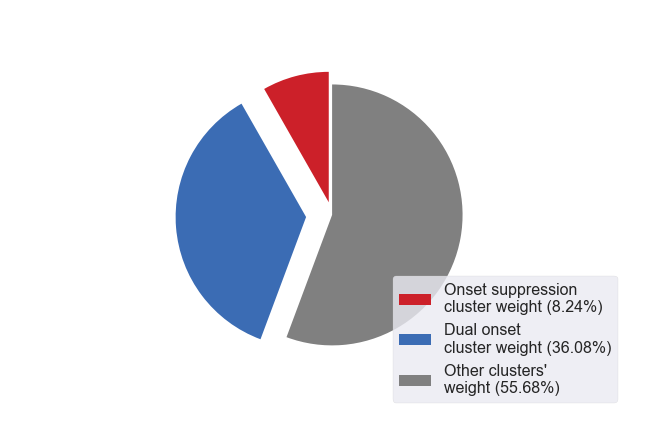 Onset suppression
cluster weight (8.24%)
Dual onset
cluster weight (36.08%)
Other clusters'
weight (55.68%)